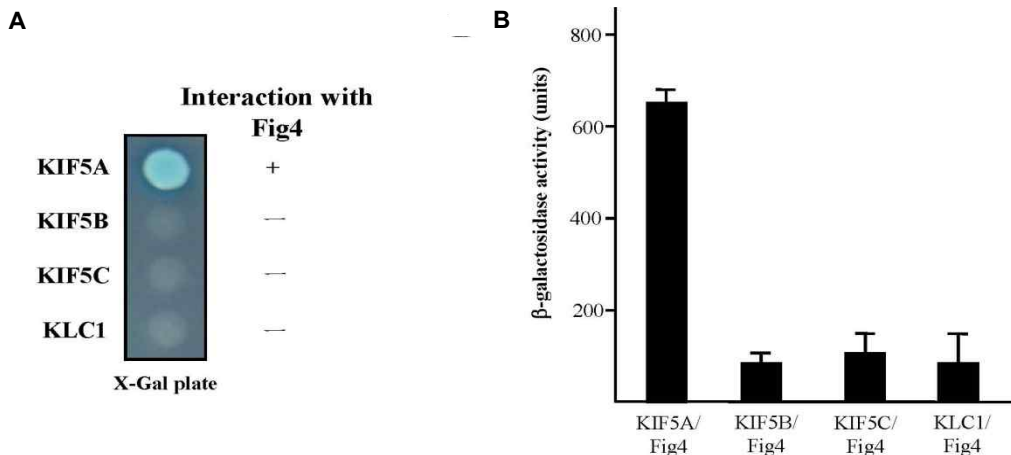 A
Interaction with
Fig4
KIF5A +
KIF5B —
KIF5C —
KLC1 —
X-Gal plate
B
β-galactosidase activity (units)
800
600
400
200
KIF5A/ KIF5B/ KIF5C/ KLC1/
Fig4 Fig4 Fig4 Fig4